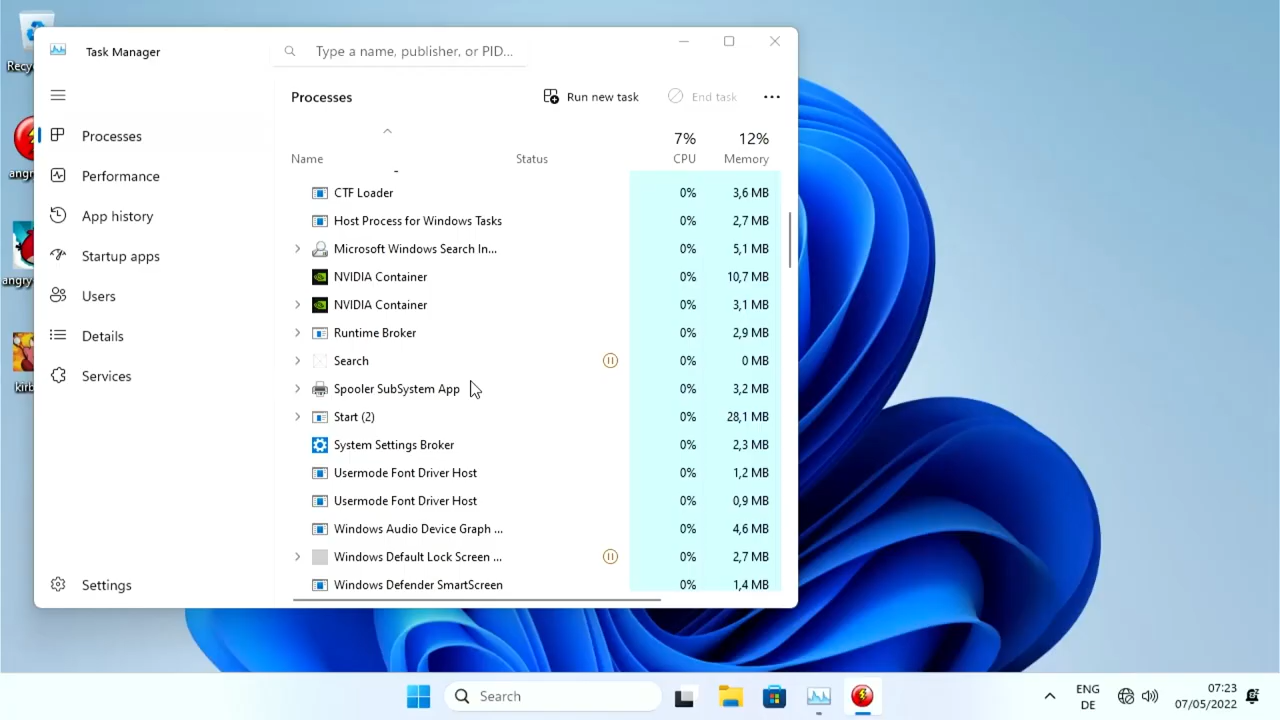 Recy
Task Manager
Type a name, publisher, or PID...
Processes
Run new task
End task
7%
12%
Name
Status
CPU
Memory
Processes
Performance
App history
Startup apps
Users
Details
Services
Settings
CTF Loader 0% 3,6 MB
Host Process for Windows Tasks 0% 2,7 MB
Microsoft Windows Search In... 0% 5,1 MB
NVIDIA Container 0% 10,7 MB
NVIDIA Container 0% 3,1 MB
Runtime Broker 0% 2,9 MB
Search 0% 0 MB
Spooler SubSystem App 0% 3,2 MB
Start (2) 0% 28,1 MB
System Settings Broker 0% 2,3 MB
Usermode Font Driver Host 0% 1,2 MB
Usermode Font Driver Host 0% 0,9 MB
Windows Audio Device Graph ... 0% 4,6 MB
Windows Default Lock Screen ... 0% 2,7 MB
Windows Defender SmartScreen 0% 1,4 MB
angry
kirb
Search
ENG
DE
07:23
07/05/2022